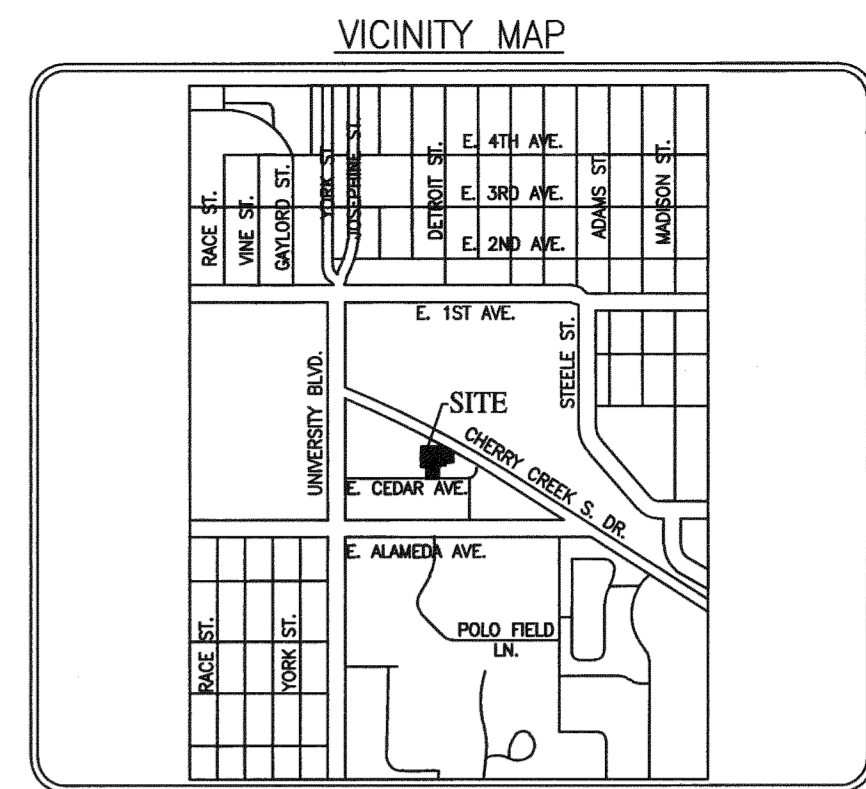 VICINITY MAP
E. 4TH AVE.
E. 3RD AVE.
E. 2ND AVE.
RACE ST.
VINE ST.
GAYLORD ST.
YORK ST.
JOSEPHINE ST.
DETROIT ST.
ADAMS ST.
MADISON ST.
E. 1ST AVE.
STEELE ST.
UNIVERSITY BLVD.
SITE
CHERRY CREEK S. DR.
E. CEDAR AVE.
E. ALAMEDA AVE.
RACE ST.
YORK ST.
POLO FIELD
LN.